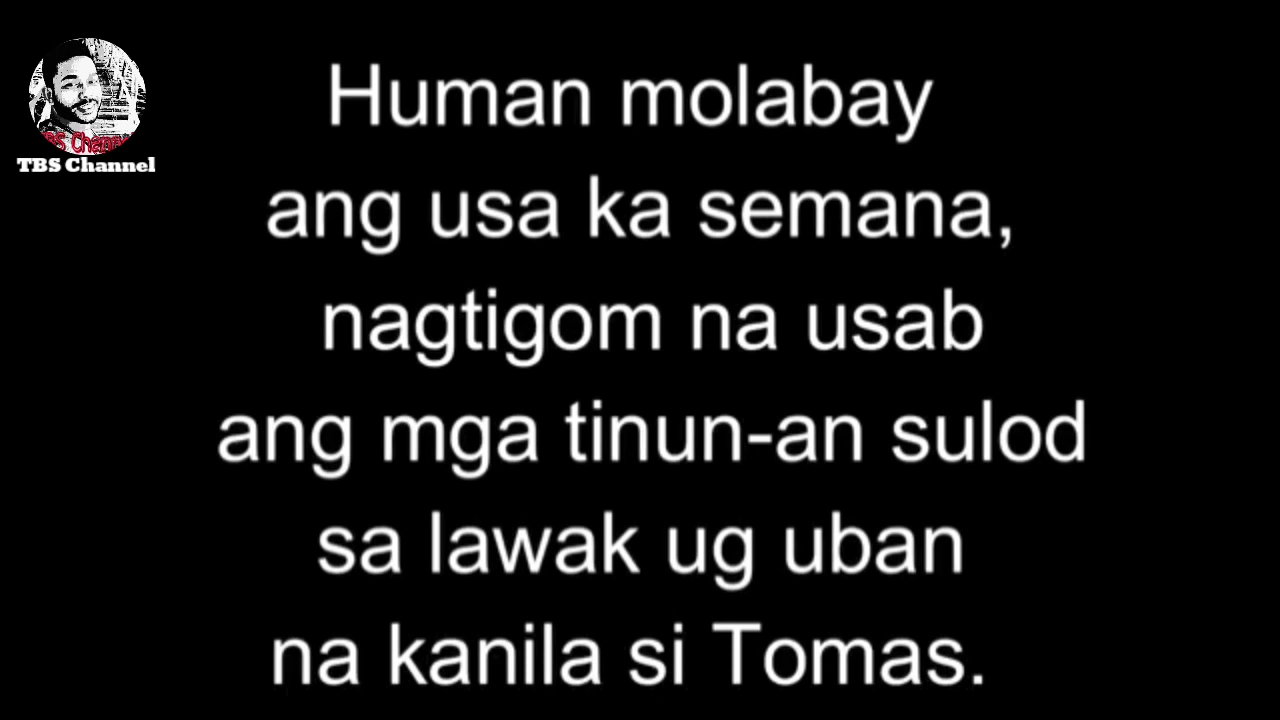 TBS Channel
Human molabay
ang usa ka semana,
nagtigom na usab
ang mga tinun-an sulod
sa lawak ug uban
na kanila si Tomas.